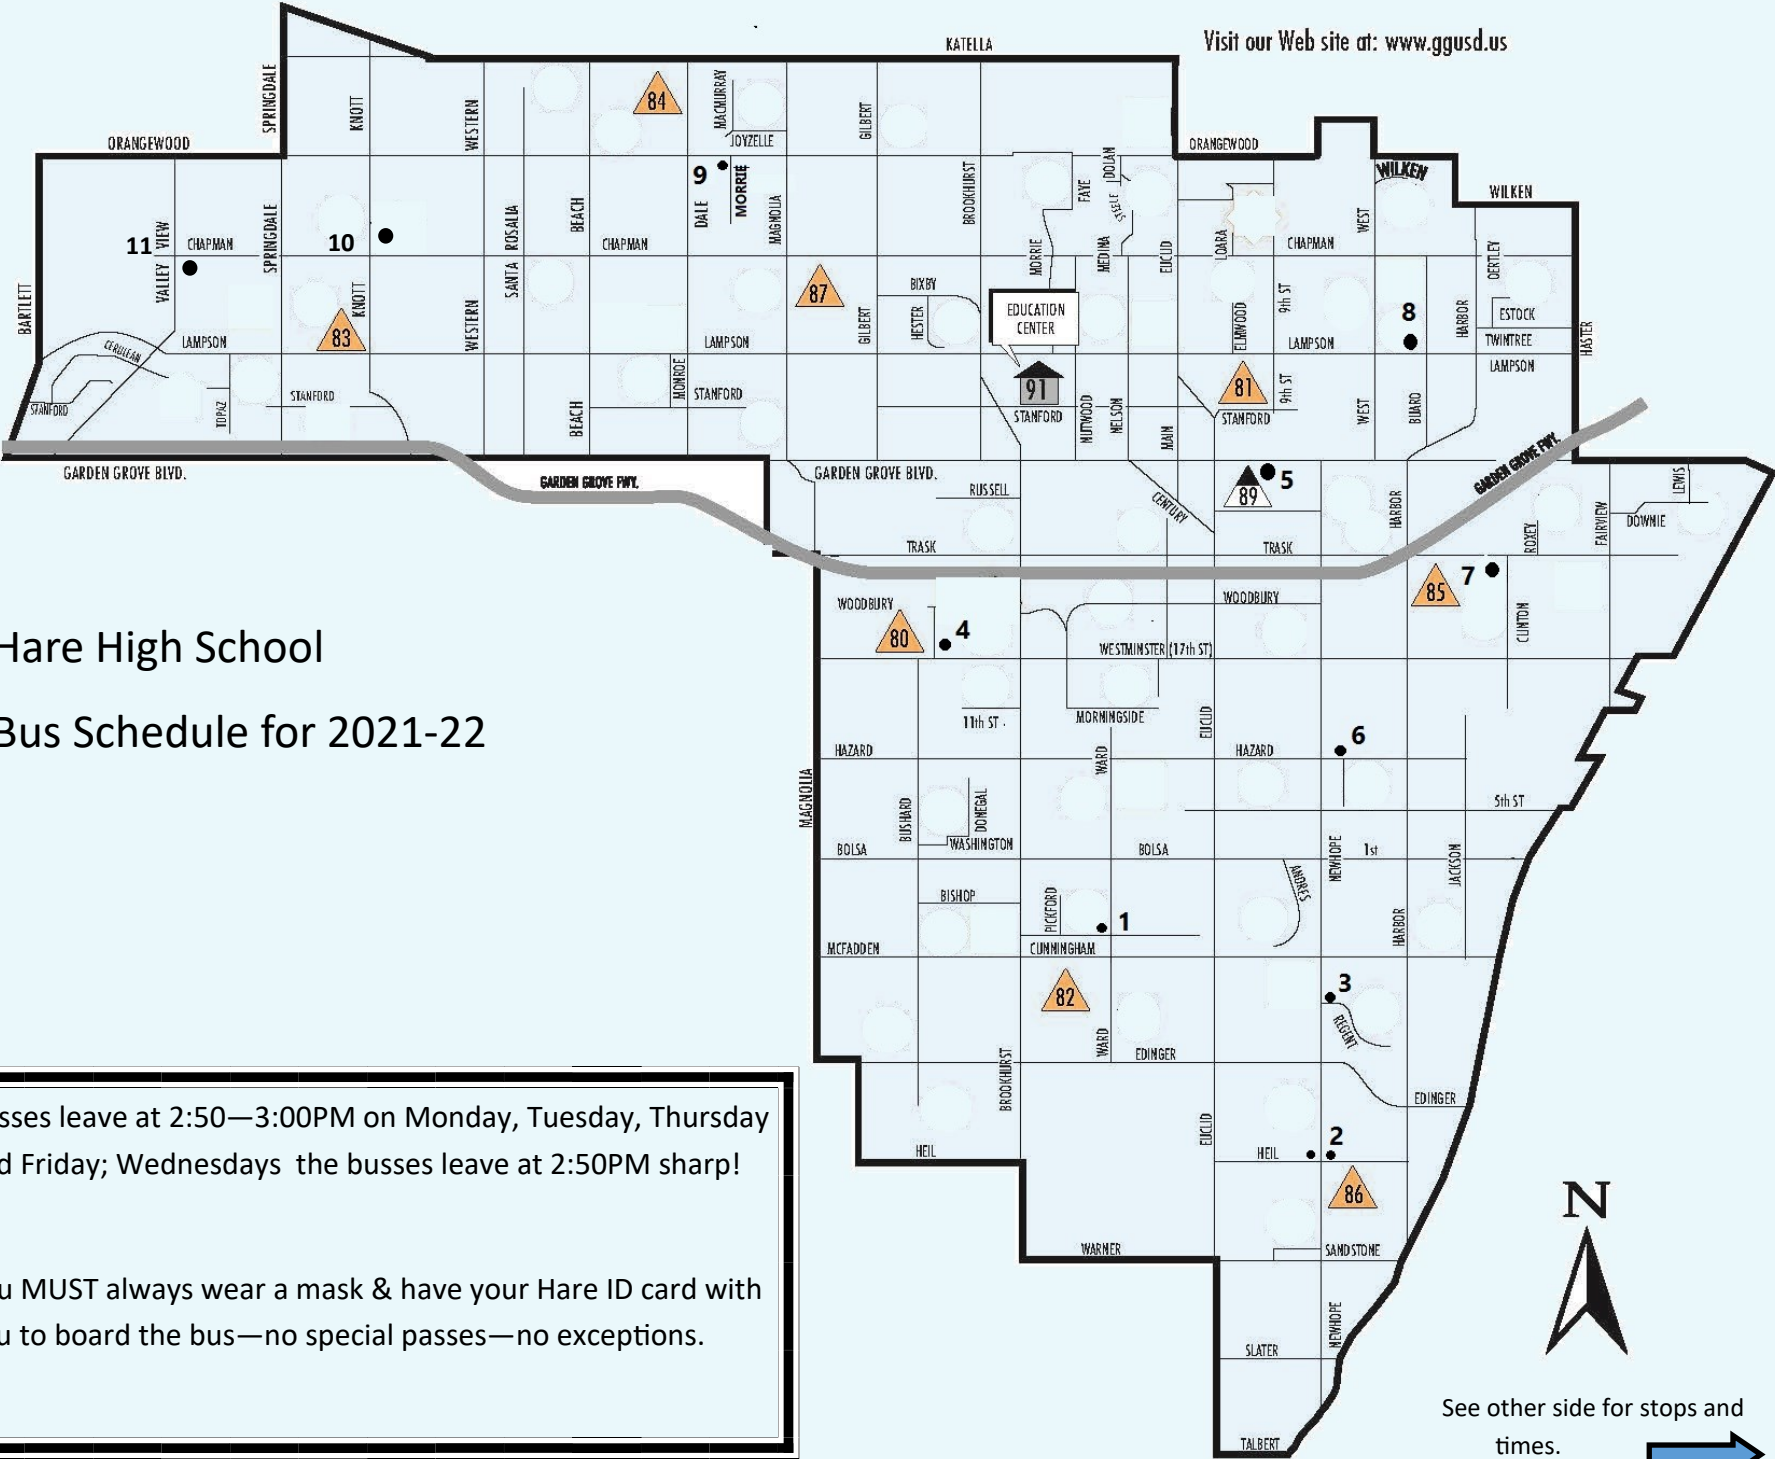 Visit our Web site at: www.ggusd.us
KATELLA
SPRINGDALE
KNOTT
WESTERN
84
MACMURRAY
JOYZELLE
GILBERT
ORANGEWOOD
ORANGEWOOD
DOLAN
WILKEN
WILKEN
9
MORRIE
DALE
MAGNOLIA
BROOKHURST
FAYE
STEELE
WEST
11
VIEW
VALLEY
CHAPMAN
SPRINGDALE
10
SANTA ROSALIA
BEACH
CHAPMAN
MORRIE
MEDINA
EUCLID
LOARA
CHAPMAN
OERTLEY
BARTLETT
KNOTT
83
WESTERN
87
GILBERT
BIXBY
HESTER
EDUCATION
CENTER
ELMWOOD
9th ST
8
HARBOR
ESTOCK
TWINTREE
HASTER
CERULEAN
LAMPSON
LAMPSON
LAMPSON
LAMPSON
STANFORD
TOPAZ
STANFORD
BEACH
MONROE
STANFORD
91
STANFORD
NUTWOOD
NELSON
MAIN
81
STANFORD
9th ST
WEST
BUARO
GARDEN GROVE BLVD.
GARDEN GROVE FWY.
GARDEN GROVE BLVD.
RUSSELL
CENTURY
89
5
HARBOR
GARDEN GROVE FWY.
ROXEY
FAIRVIEW
LEWIS
DOWNIE
TRASK
TRASK
WOODBURY
80
4
WOODBURY
85
7
CLINTON
WESTMINSTER (17th ST)
Hare High School
Bus Schedule for 2021-22
11th ST
MORNINGSIDE
EUCLID
HAZARD
WARD
HAZARD
6
MAGNOLIA
BUSHARD
DONEGAL
WASHINGTON
5th ST
BOLSA
BOLSA
NEWHOPE
1st
JACKSON
BISHOP
PICKFORD
1
ANDRES
HARBOR
MCFADDEN
CUNNINGHAM
82
3
REGENT
BROOKHURST
WARD
EDINGER
EDINGER
HEIL
EUCLID
HEIL
2
86
WARNER
SANDSTONE
NEWHOPE
SLATER
TALBERT
sses leave at 2:50—3:00PM on Monday, Tuesday, Thursday
d Friday; Wednesdays the busses leave at 2:50PM sharp!
u MUST always wear a mask & have your Hare ID card with
u to board the bus—no special passes—no exceptions.
N
See other side for stops and
times.